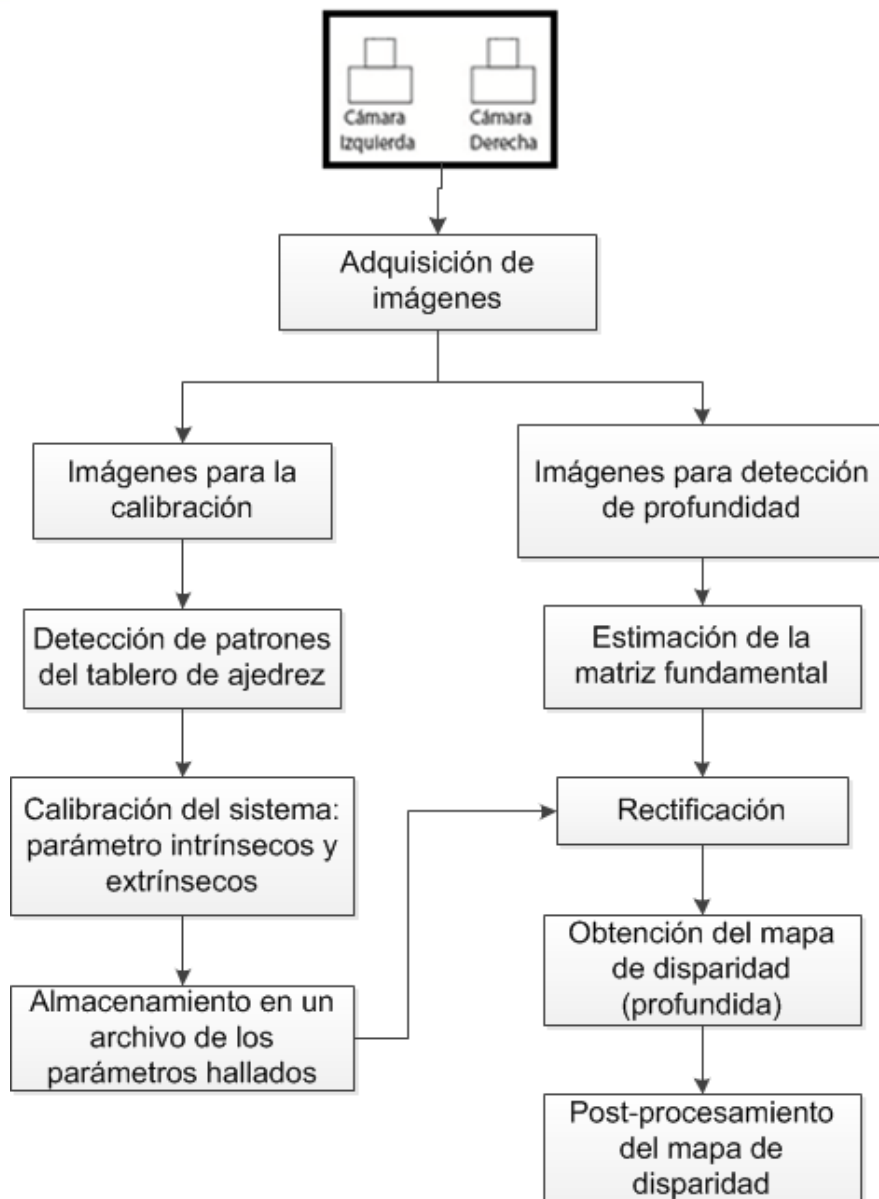 Cámara
Izquierda
Cámara
Derecha
Adquisición de
imágenes
Imágenes para la
calibración
Detección de patrones
del tablero de ajedrez
Calibración del sistema:
parámetro intrínsecos y
extrínsecos
Almacenamiento en un
archivo de los
parámetros hallados
Imágenes para detección
de profundidad
Estimación de la
matriz fundamental
Rectificación
Obtención del mapa
de disparidad
(profundida)
Post-procesamiento
del mapa de
disparidad